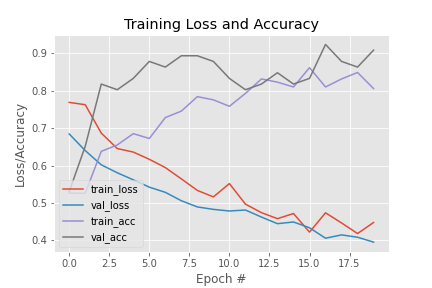 Training Loss and Accuracy
Loss/Accuracy
0.9
0.8
0.7
0.6
0.5
0.4
train_loss
val_loss
train_acc
val_acc
0.0 2.5 5.0 7.5 10.0 12.5 15.0 17.5
Epoch #